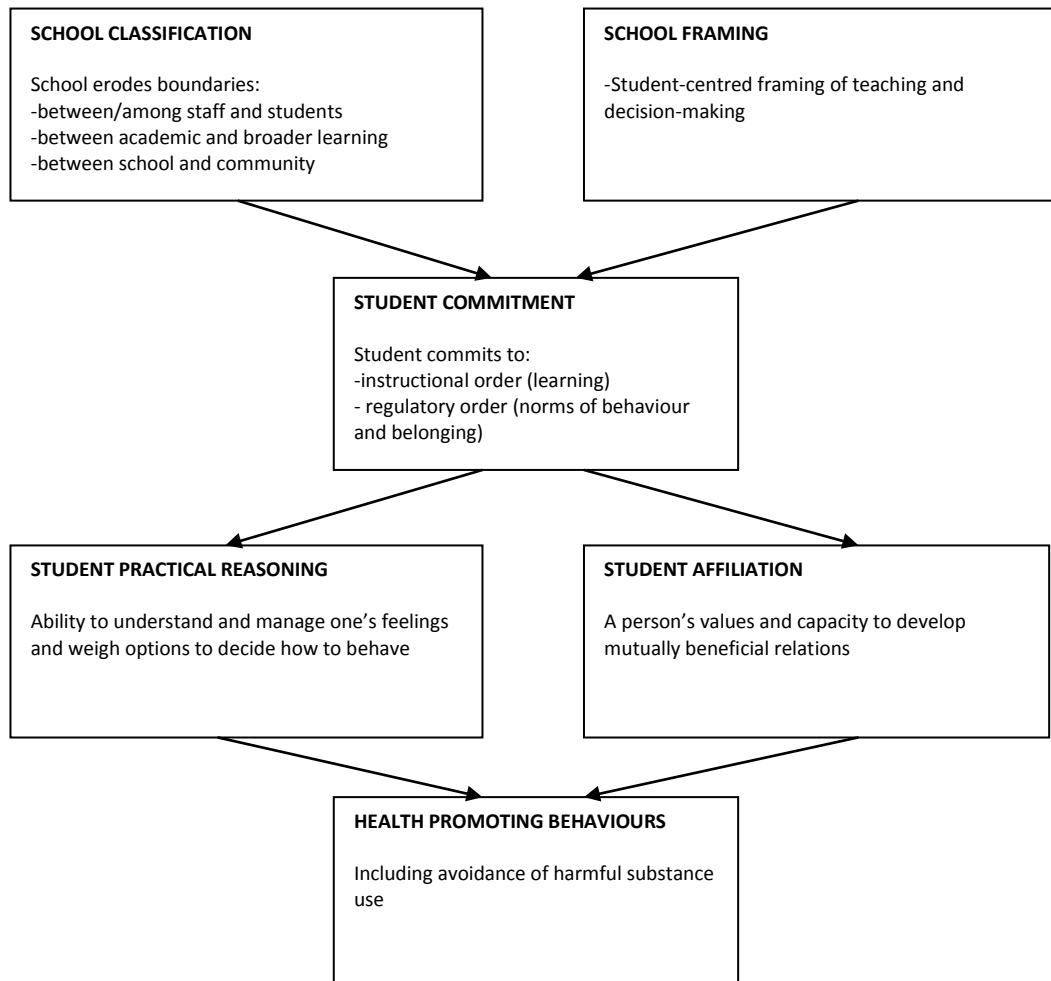 SCHOOL CLASSIFICATION
School erodes boundaries:
-between/among staff and students
-between academic and broader learning
-between school and community
SCHOOL FRAMING
-Student-centred framing of teaching and
decision-making
STUDENT COMMITMENT
Student commits to:
-instructional order (learning)
- regulatory order (norms of behaviour
and belonging)
STUDENT PRACTICAL REASONING
Ability to understand and manage one’s feelings
and weigh options to decide how to behave
STUDENT AFFILIATION
A person’s values and capacity to develop
mutually beneficial relations
HEALTH PROMOTING BEHAVIOURS
Including avoidance of harmful substance
use